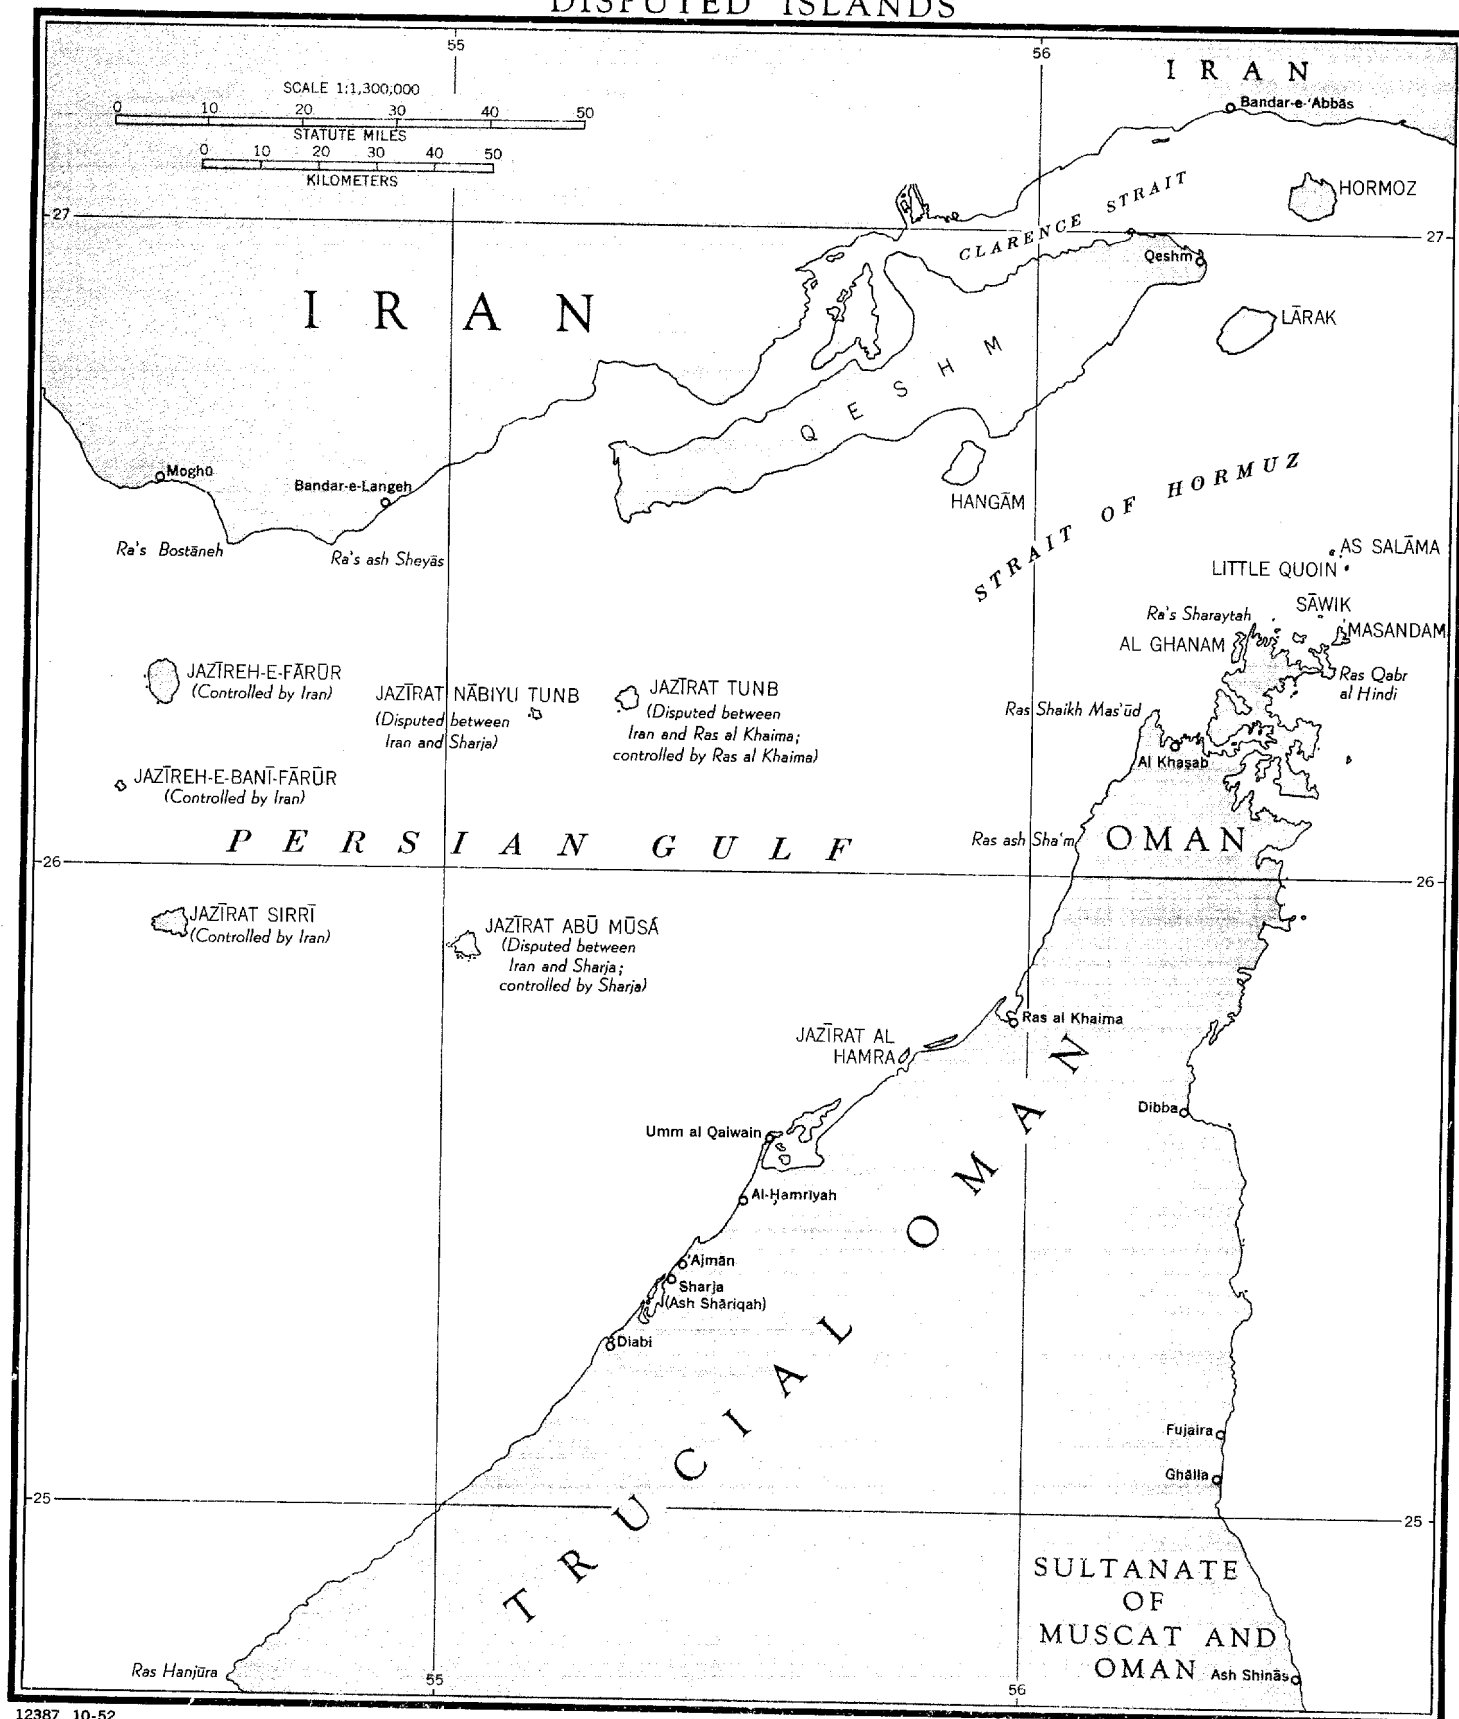 DISPUTED ISLANDS
55
56
SCALE 1:1,300,000
0 10 20 30 40 50
STATUTE MILES
0 10 20 30 40 50
KILOMETERS
IRAN
Bandar-e-'Abbās
HORMOZ
CLARENCE STRAIT
27
27
Qeshm
IRAN
LĀRAK
QESHM
Moghū
Bandar-e-Langeh
HANGĀM
STRAIT OF HORMUZ
Ra's Bostāneh
Ra's ash Sheyās
AS SALĀMA
LITTLE QUOIN
SĀWIK
Ra's Sharaytah
MASANDAM
AL GHANAM
Ras Qabr
al Hindi
JAZĪREH-E-FĀRŪR
(Controlled by Iran)
JAZĪRAT NĀBIYU TUNB
(Disputed between
Iran and Sharja)
JAZĪRAT TUNB
(Disputed between
Iran and Ras al Khaima;
controlled by Ras al Khaima)
Ras Shaikh Mas'ūd
Al Khaṣab
JAZĪREH-E-BANĪ-FĀRŪR
(Controlled by Iran)
PERSIAN GULF
Ras ash Sha'm
OMAN
26
26
JAZĪRAT SIRRĪ
(Controlled by Iran)
JAZĪRAT ABŪ MŪSÁ
(Disputed between
Iran and Sharja;
controlled by Sharja)
Ras al Khaima
JAZĪRAT AL
HAMRA
Dibba
Umm al Qaiwain
Al-Ḥamrīyah
'Ajmān
Sharja
(Ash Shāriqah)
Diabi
TRUCIAL OMAN
Fujaira
Ghālla
25
25
SULTANATE
OF
MUSCAT AND
OMAN
Ash Shinās
Ras Hanjūra
55
56
12387 10-52